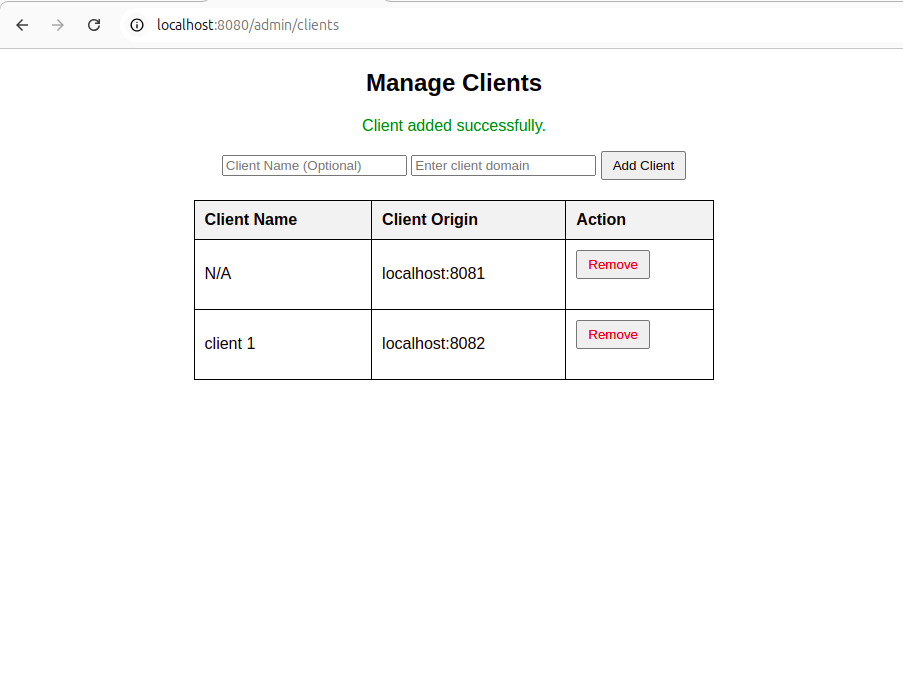 localhost:8080/admin/clients
Manage Clients
Client added successfully.
Client Name (Optional) Enter client domain Add Client
Client Name Client Origin Action
N/A localhost:8081 Remove
client 1 localhost:8082 Remove